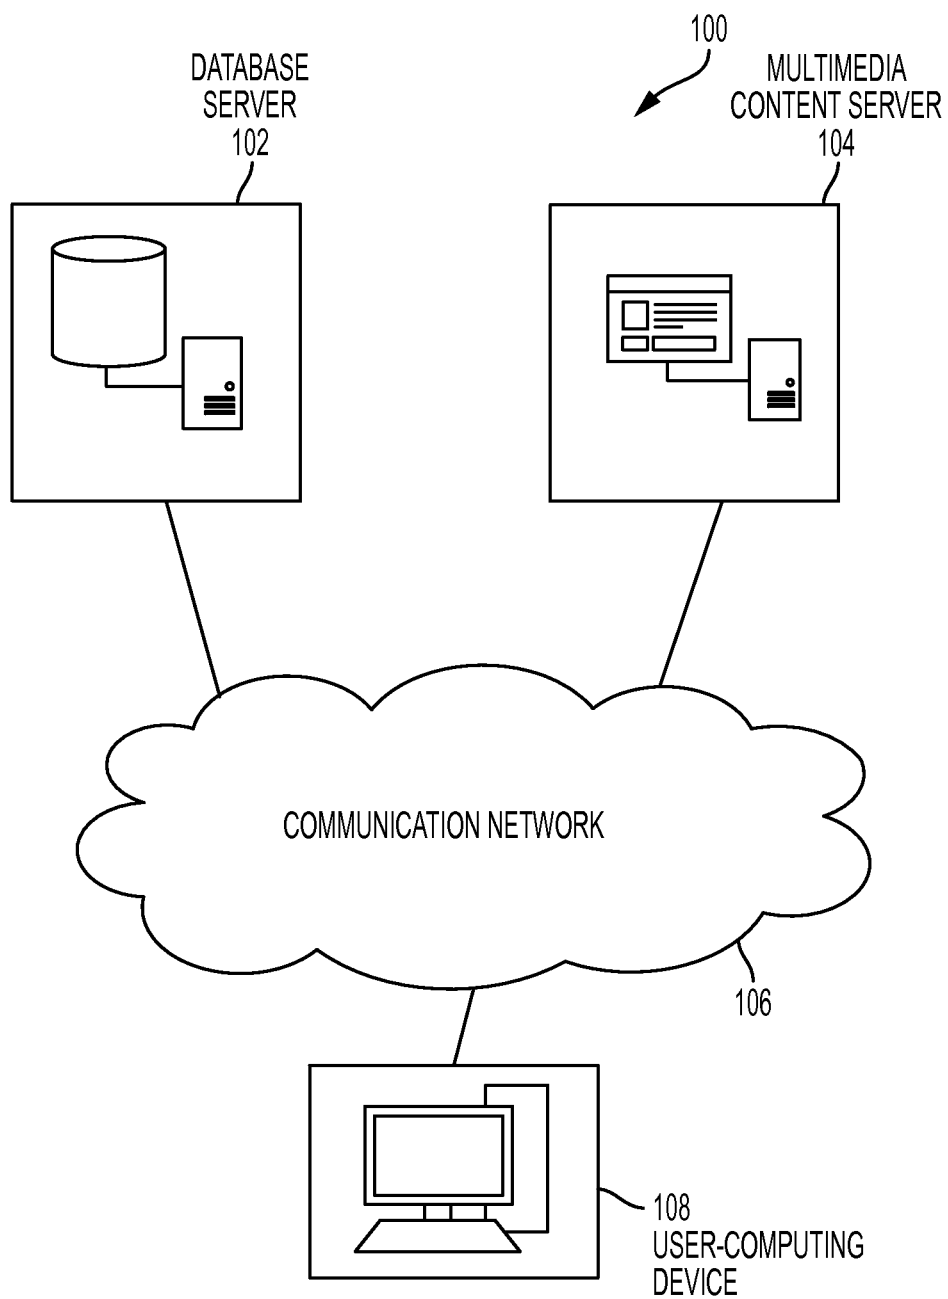 100
DATABASE
SERVER
102
MULTIMEDIA
CONTENT SERVER
104
COMMUNICATION NETWORK
106
108
USER-COMPUTING
DEVICE